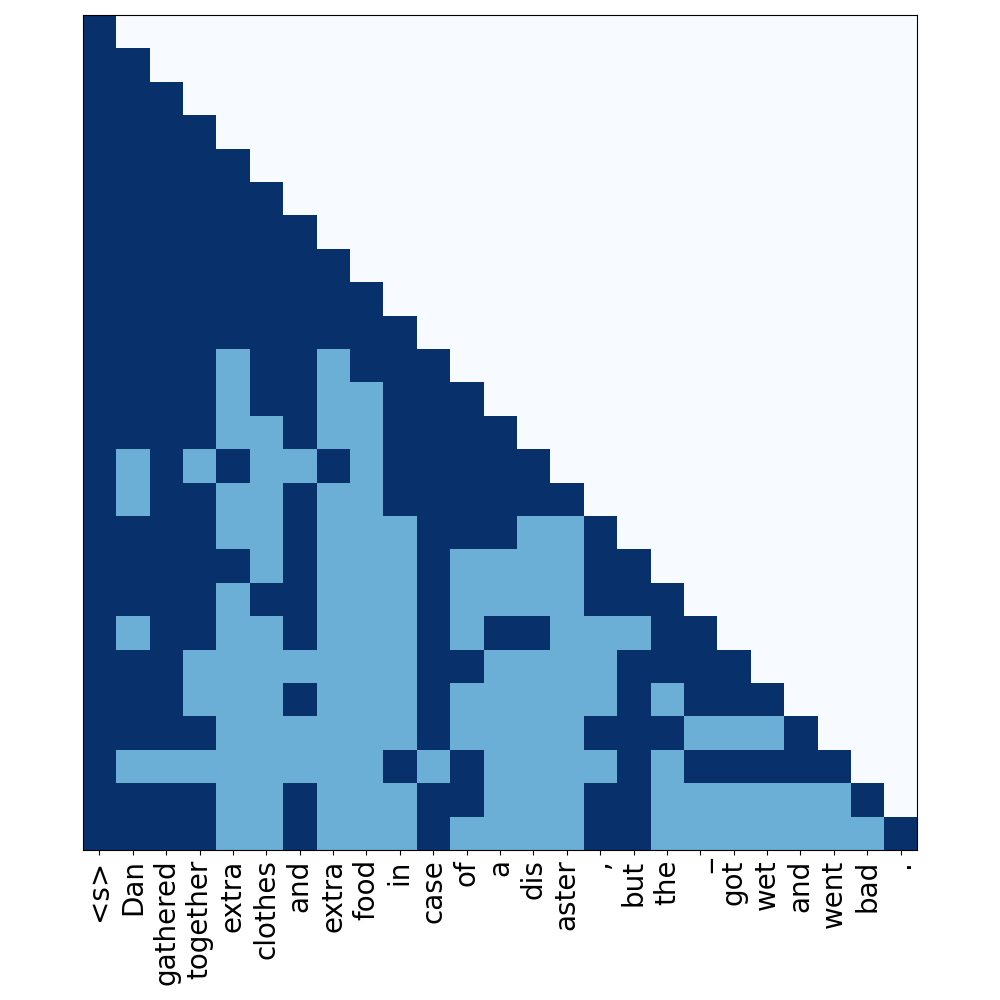 <s>
Dan
gathered
together
extra
clothes
and
extra
food
in
case
of
a
dis
aster
,
but
the
_
got
wet
and
went
bad
.